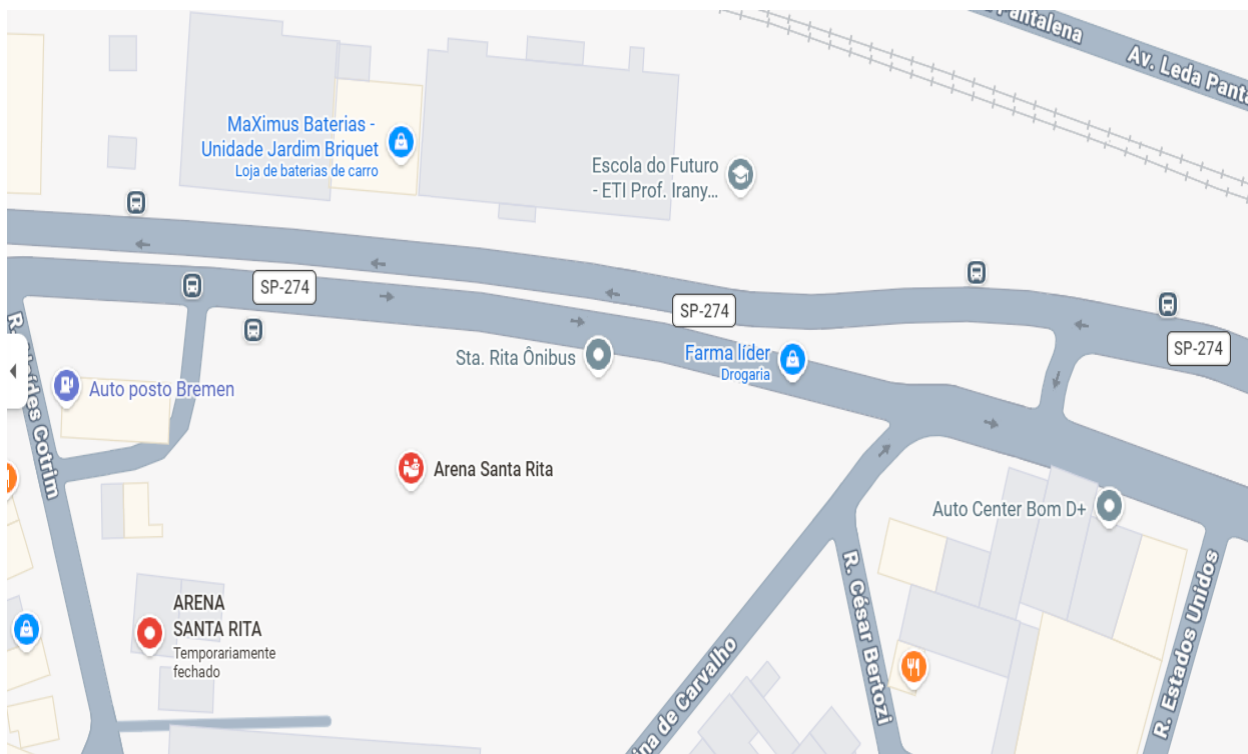 Pantalena
Av. Leda Panta
MaXimus Baterias -
Unidade Jardim Briquet
Loja de baterias de carro
Escola do Futuro
- ETI Prof. Irany...
SP-274
SP-274
SP-274
Sta. Rita Ônibus
Farma líder
Drogaria
Auto posto Bremen
Cotrim
Arena Santa Rita
Auto Center Bom D+
ARENA
SANTA RITA
Temporariamente
fechado
ina de Carvalho
R. César Bertozi
R. Estados Unidos